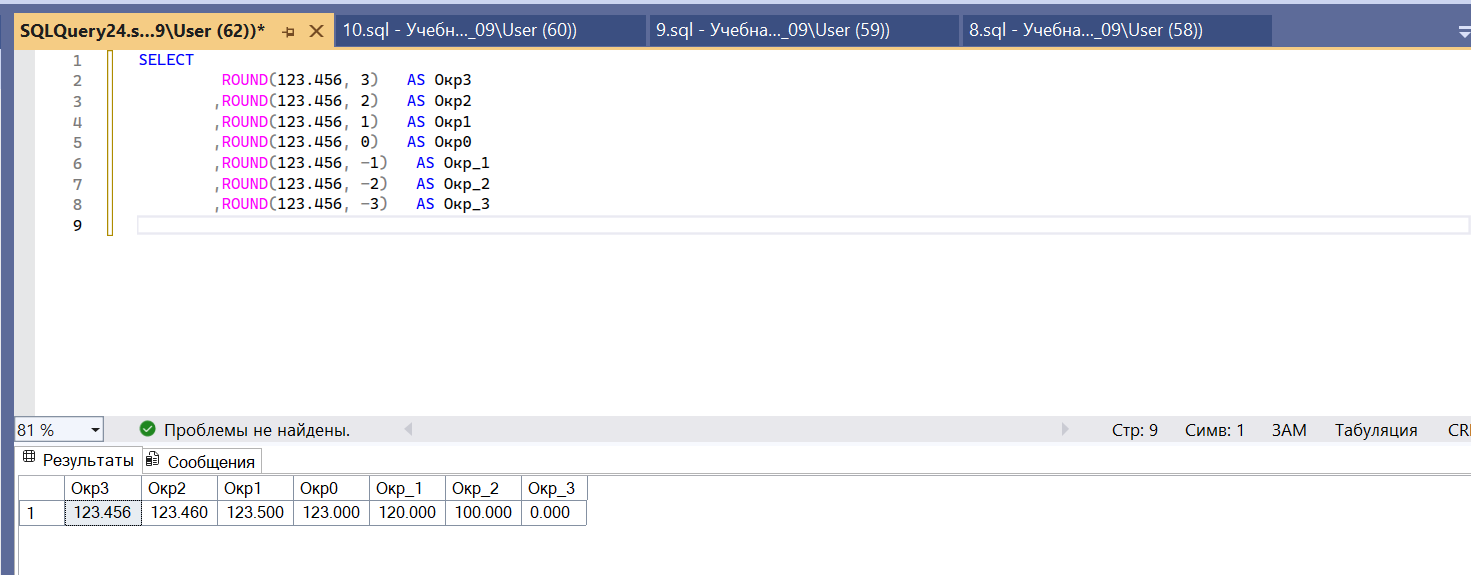 SQLQuery24.s...9\User (62))* 10.sql - Учебн..._09\User (60)) 9.sql - Учебна..._09\User (59)) 8.sql - Учебна..._09\User (58))
1 SELECT
2 ROUND(123.456, 3) AS Окр3
3 ,ROUND(123.456, 2) AS Окр2
4 ,ROUND(123.456, 1) AS Окр1
5 ,ROUND(123.456, 0) AS Окр0
6 ,ROUND(123.456, -1) AS Окр_1
7 ,ROUND(123.456, -2) AS Окр_2
8 ,ROUND(123.456, -3) AS Окр_3
9
81 % Проблемы не найдены. Стр: 9 Симв: 1 ЗАМ Табуляция
Результаты Сообщения
Окр3 Окр2 Окр1 Окр0 Окр_1 Окр_2 Окр_3
1 123.456 123.460 123.500 123.000 120.000 100.000 0.000